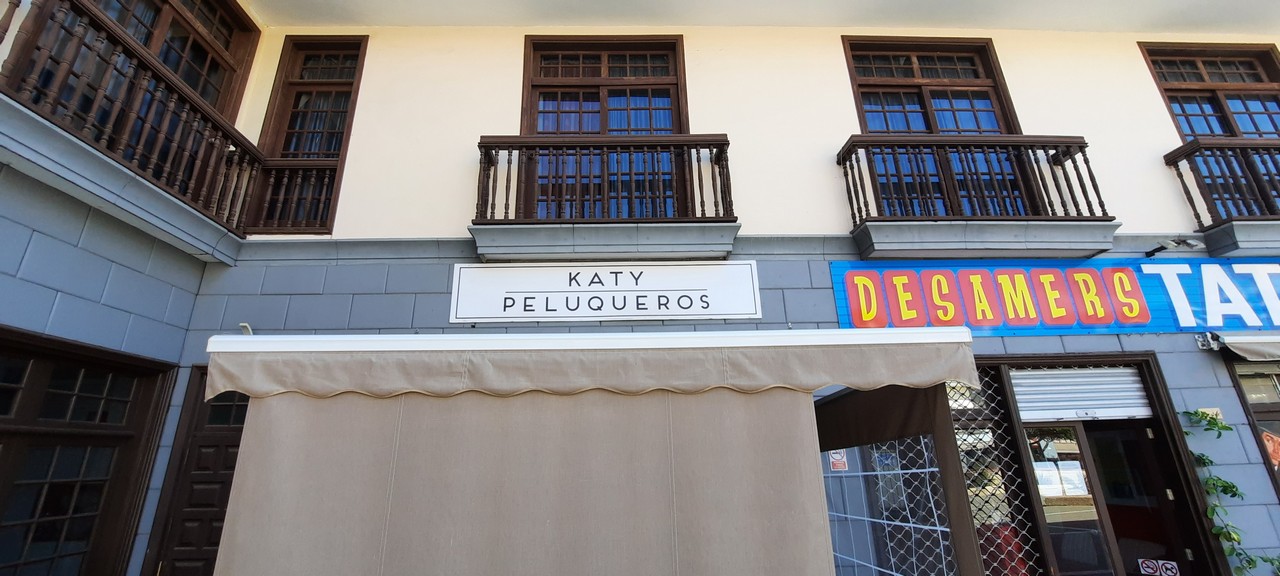 KATY
PELUQUEROS
DESAMERS TAT